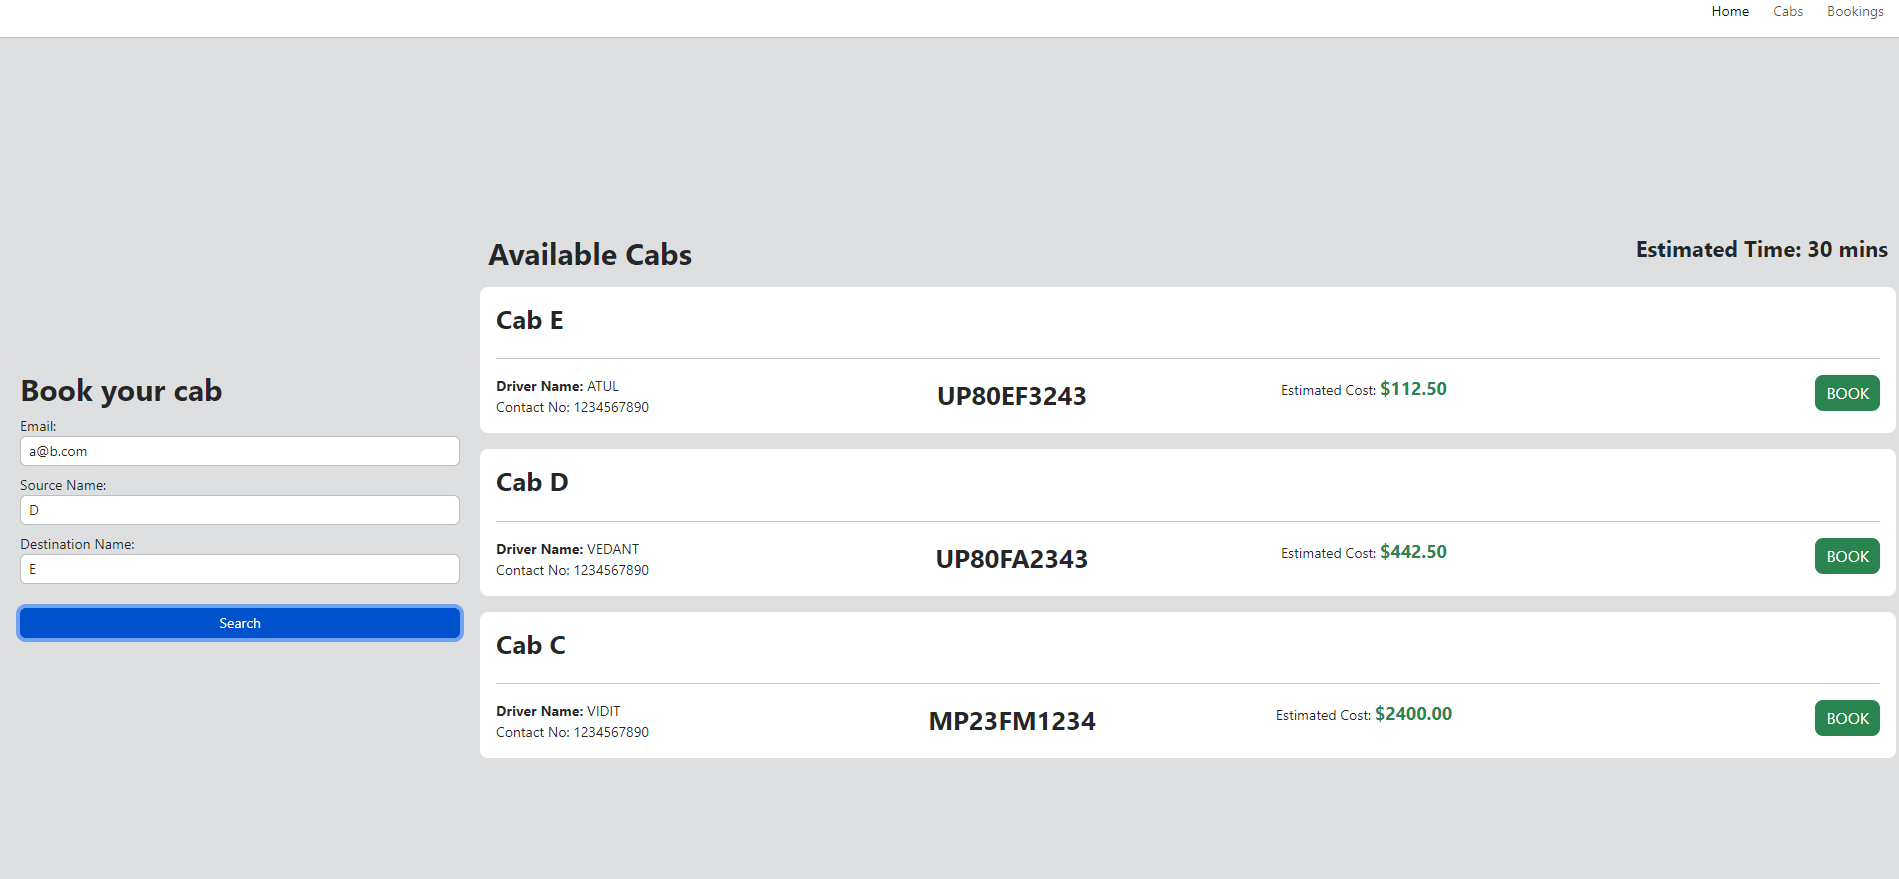 Home Cabs Bookings
Book your cab
Email:
a@b.com
Source Name:
D
Destination Name:
E
Search
Available Cabs
Estimated Time: 30 mins
Cab E
Driver Name: ATUL
Contact No: 1234567890
UP80EF3243
Estimated Cost: $112.50
BOOK
Cab D
Driver Name: VEDANT
Contact No: 1234567890
UP80FA2343
Estimated Cost: $442.50
BOOK
Cab C
Driver Name: VIDIT
Contact No: 1234567890
MP23FM1234
Estimated Cost: $2400.00
BOOK